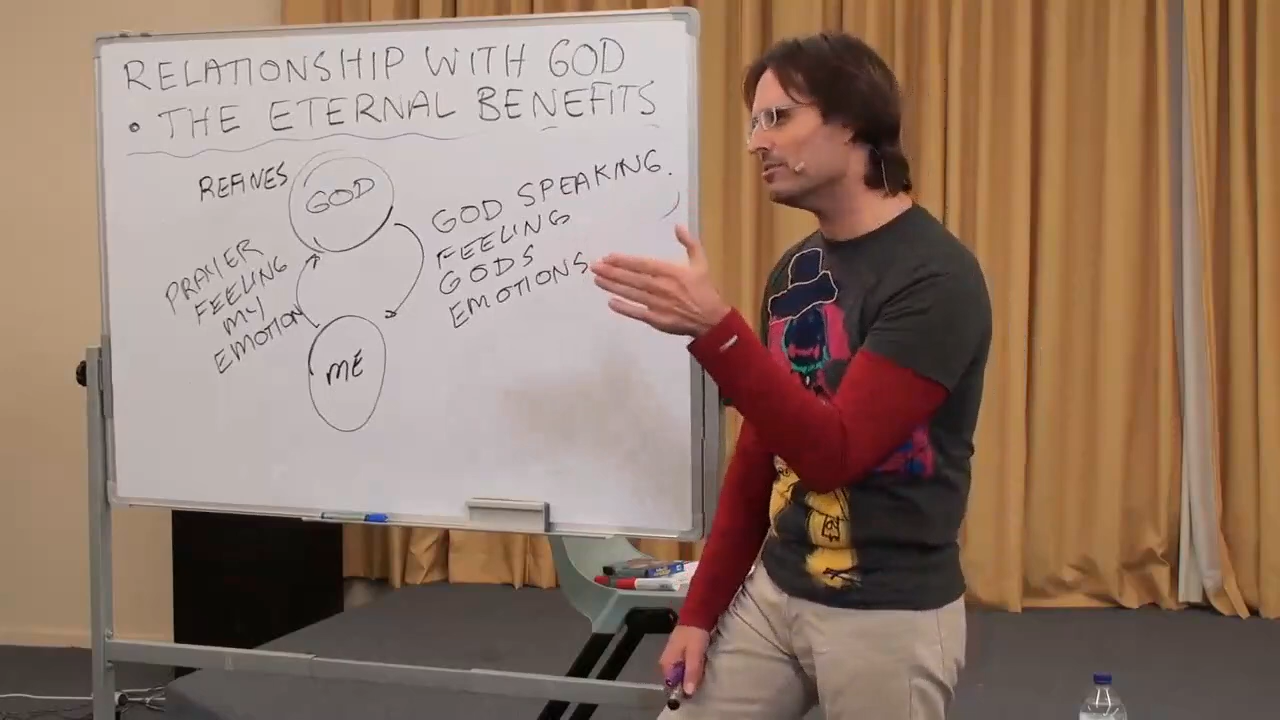 RELATIONSHIP WITH GOD
• THE ETERNAL BENEFITS
REFINES
GOD
GOD SPEAKING.
FEELING
GODS
EMOTIONS
PRAYER
FEELING
MY
EMOTION
ME